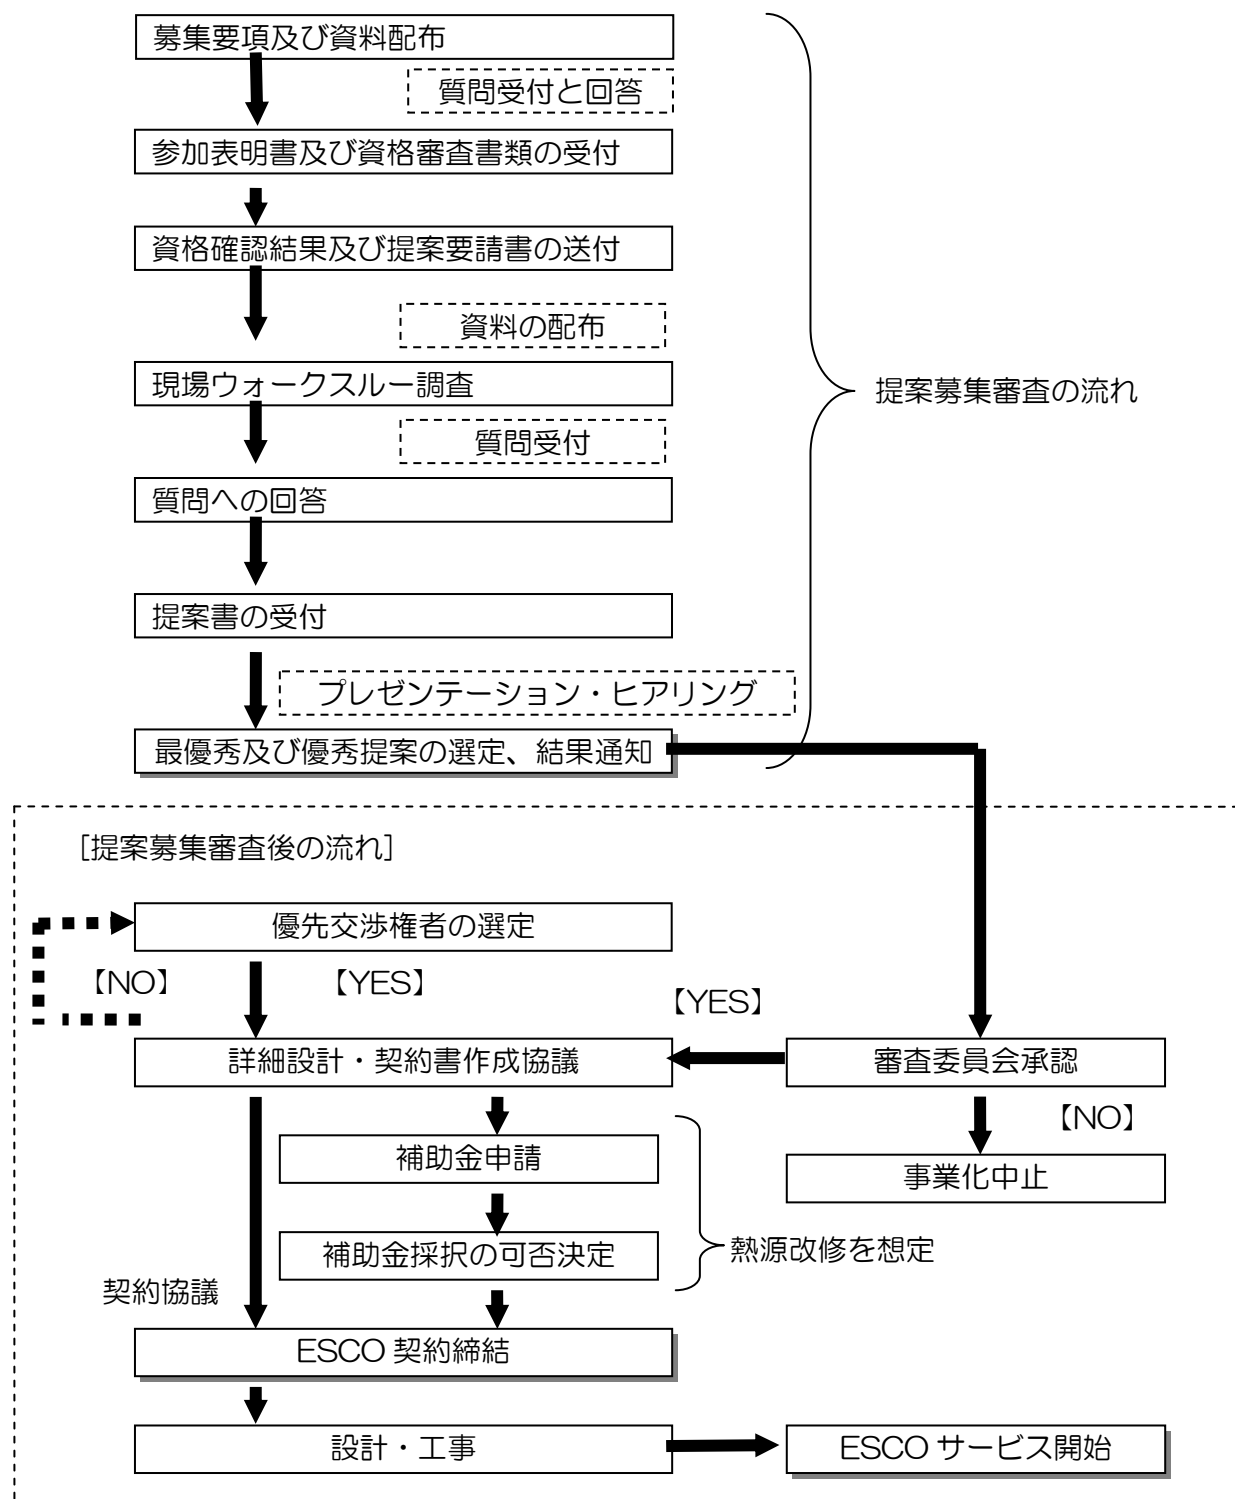 募集要項及び資料配布
質問受付と回答
参加表明書及び資格審査書類の受付
資格確認結果及び提案要請書の送付
資料の配布
現場ウォークスルー調査
提案募集審査の流れ
質問受付
質問への回答
提案書の受付
プレゼンテーション・ヒアリング
最優秀及び優秀提案の選定、結果通知
[提案募集審査後の流れ]
優先交渉権者の選定
【NO】
【YES】
【YES】
詳細設計・契約書作成協議
審査委員会承認
【NO】
補助金申請
事業化中止
補助金採択の可否決定
熱源改修を想定
契約協議
ESCO 契約締結
設計・工事
ESCO サービス開始